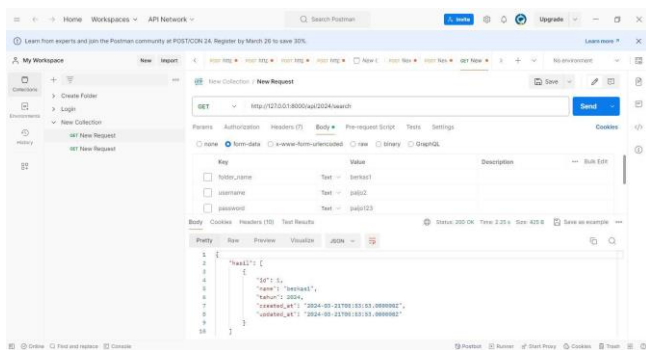 Home Workspaces API Network
Search Postman
Invite
Upgrade
Learn from experts and join the Postman community at POST/CON 24. Register by March 26 to save 30%.
Learn more
My Workspace
New Import
New Collection / New Request
GET New
No environment
Save
Collections
Environments
History
Create Folder
Login
New Collection
GET New Request
GET New Request
GET http://127.0.0.1:8000/api/2024/search
Send
Params Authorization Headers (7) Body Pre-request Script Tests Settings
Cookies
none form-data x-www-form-urlencoded raw binary GraphQL
Key Value Description Bulk Edit
folder_name Text berkas1
username Text paijo2
password Text paijo123
Body Cookies Headers (10) Test Results
Status: 200 OK Time: 2.25 s Size: 425 B Save as example
Pretty Raw Preview Visualize JSON
1 {
2 "hasil": [
3 {
4 "id": 1,
5 "name": "berkas1",
6 "tahun": 2024,
7 "created_at":
8 "updated_at":
9 }
10 ]
Online Find and replace Console
Postbot Runner Start Proxy Cookies Trash